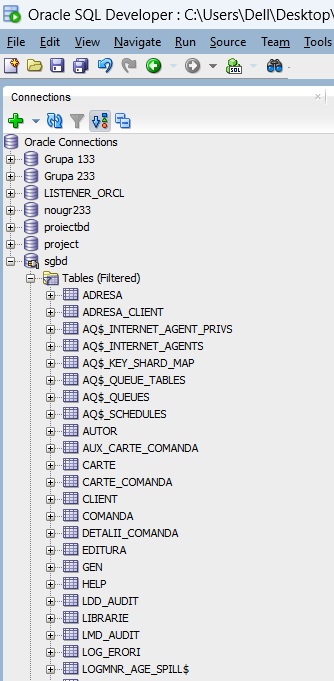 Oracle SQL Developer : C:\Users\Dell\Desktop\
File Edit View Navigate Run Source Team Tools
SQL
Connections
Oracle Connections
Grupa 133
Grupa 233
LISTENER_ORCL
nougr233
proiectbd
project
sgbd
Tables (Filtered)
ADRESA
ADRESA_CLIENT
AQ$_INTERNET_AGENT_PRIVS
AQ$_INTERNET_AGENTS
AQ$_KEY_SHARD_MAP
AQ$_QUEUE_TABLES
AQ$_QUEUES
AQ$_SCHEDULES
AUTOR
AUX_CARTE_COMANDA
CARTE
CARTE_COMANDA
CLIENT
COMANDA
DETALII_COMANDA
EDITURA
GEN
HELP
LDD_AUDIT
LIBRARIE
LMD_AUDIT
LOG_ERORI
LOGMNR_AGE_SPILL$